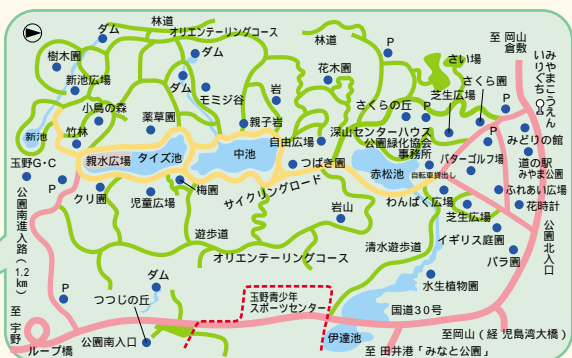 林道
ダム
オリエンテーリングコース
樹木園
新池広場
小鳥の森
竹林
新池
玉野G・C
P
薬草園
ダム
ダム
モミジ谷
岩
親子岩
林道
花木園
P
さい場
さくら園
芝生広場
さくらの丘
P
P
至 岡山
倉敷
みやまこうえん
いりぐち
自由広場
深山センターハウス
公園緑化協会
事務所
P
みどりの館
道の駅
みやま公園
パターゴルフ場
親水広場
タイズ池
中池
つばき園
赤松池
自転車貸出し
ふれあい広場
花時計
わんぱく広場
芝生広場
クリ園
児童広場
梅園
サイクリングロード
岩山
イギリス庭園
バラ園
公園北入口
公園南進入路(1.2km)
遊歩道
清水遊歩道
オリエンテーリングコース
水生植物園
P
ダム
つつじの丘
玉野青少年
スポーツセンター
国道30号
至 宇野
ループ橋
公園南入口
伊達池
至岡山(経 児島湾大橋)
至 田井港「みなと公園」